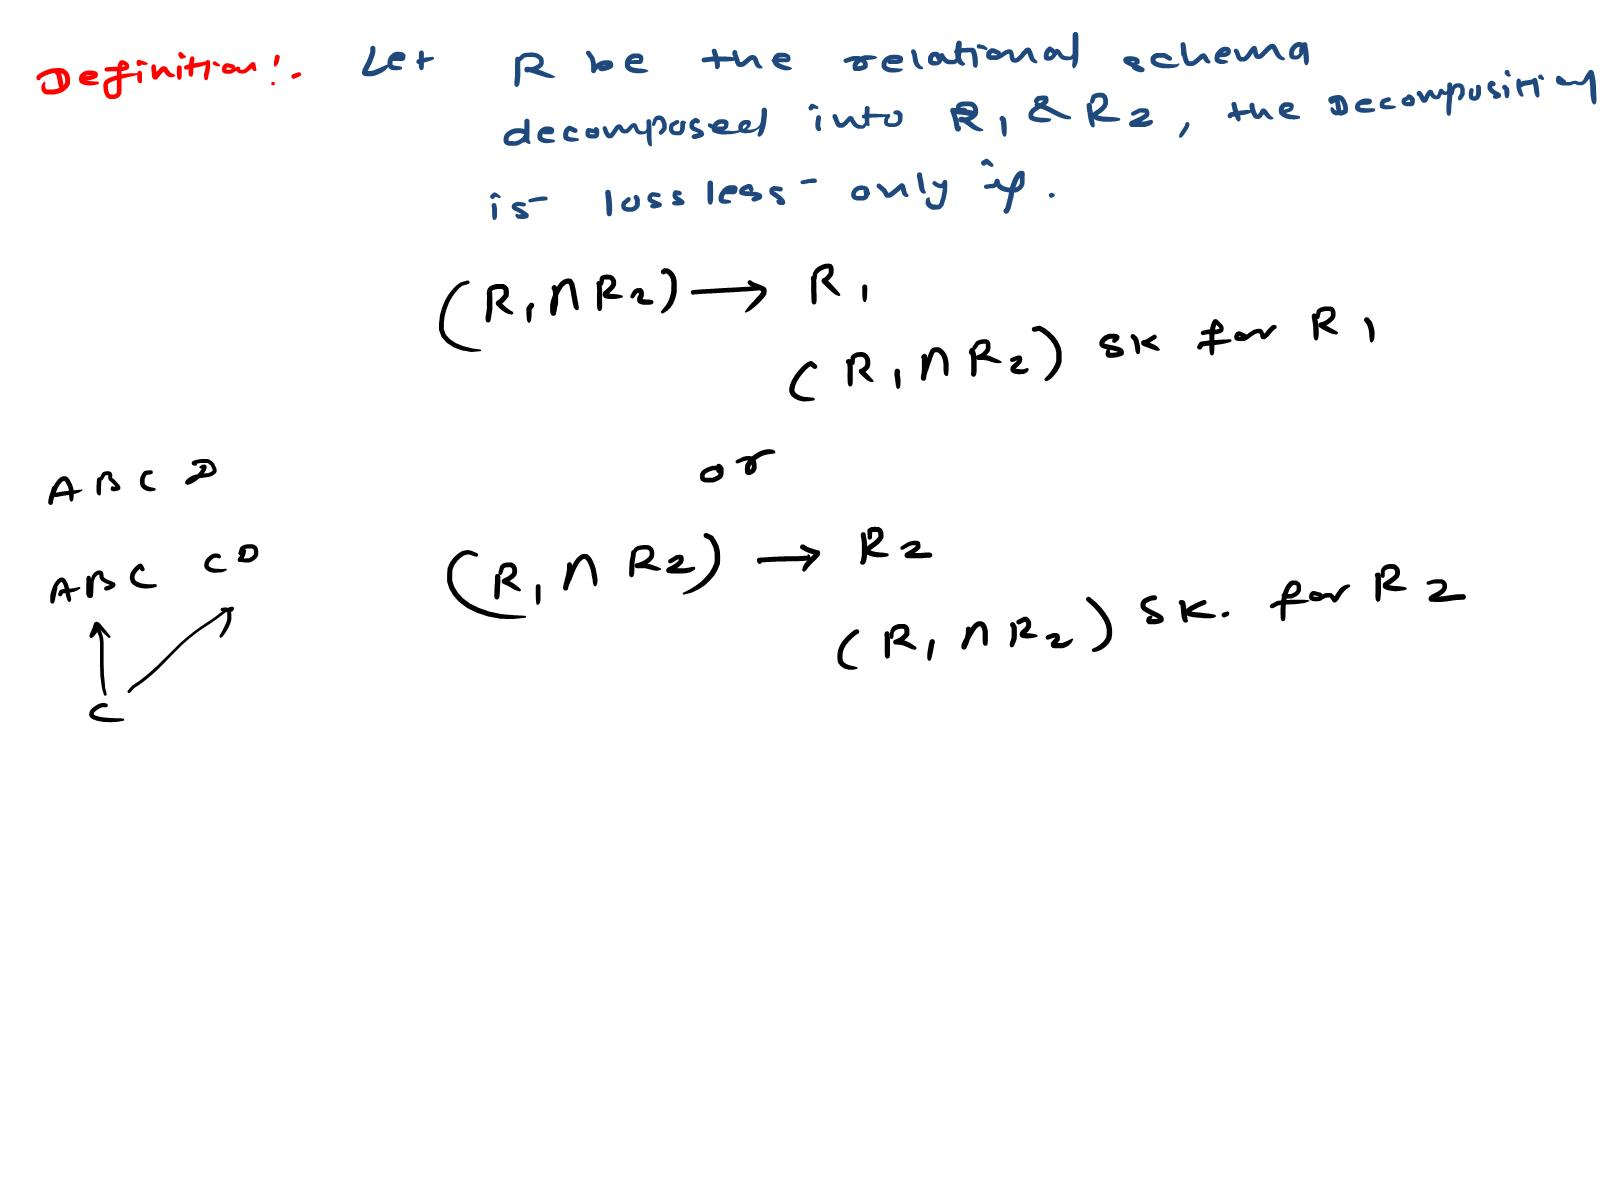 Definition:. Let R be the relational schema
decomposed into R1 & R2, the Decomposition
is lossless only if.
(R1 ∩ R2) → R1
(R1 ∩ R2) SK for R1
or
(R1 ∩ R2) → R2
(R1 ∩ R2) SK. for R2
A B C D
ABC CD
C